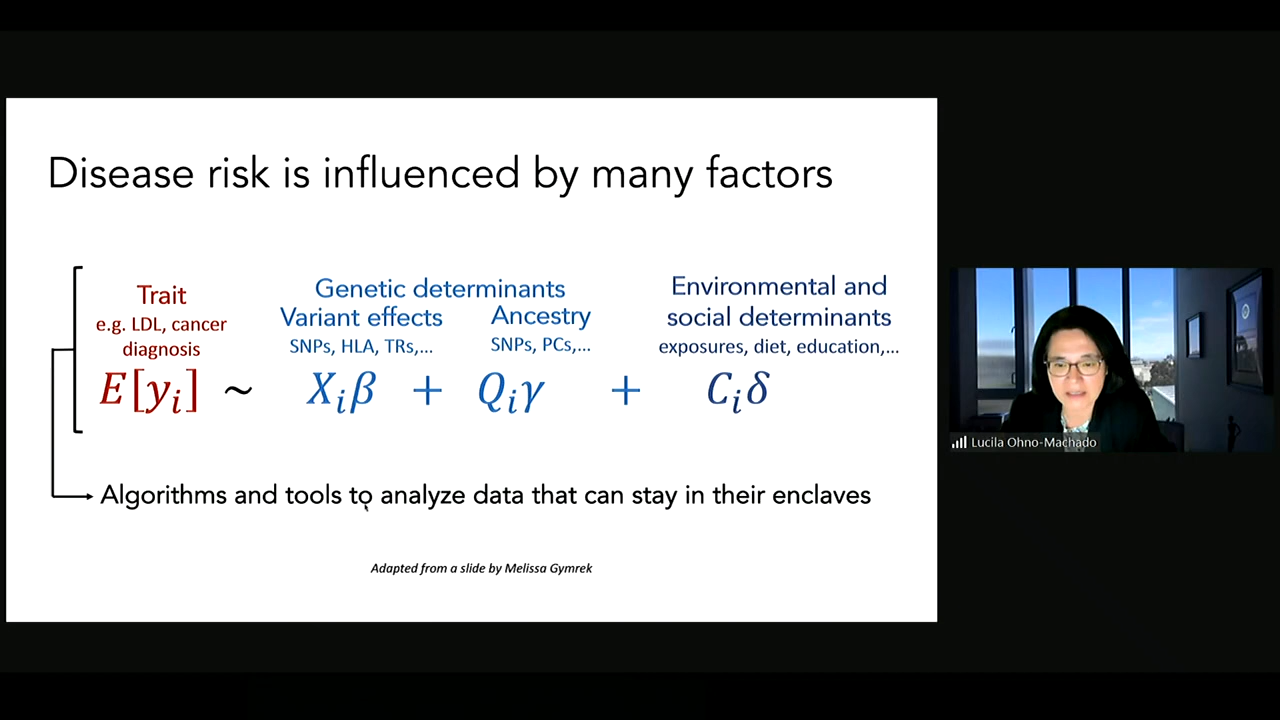 Disease risk is influenced by many factors
Trait
e.g. LDL, cancer
diagnosis
Genetic determinants
Variant effects
SNPs, HLA, TRs,...
Ancestry
SNPs, PCs,...
Environmental and
social determinants
exposures, diet, education,...
E[yᵢ] ~ Xᵢβ + Qᵢγ + Cᵢδ
Algorithms and tools to analyze data that can stay in their enclaves
Adapted from a slide by Melissa Gymrek
Lucila Ohno-Machado